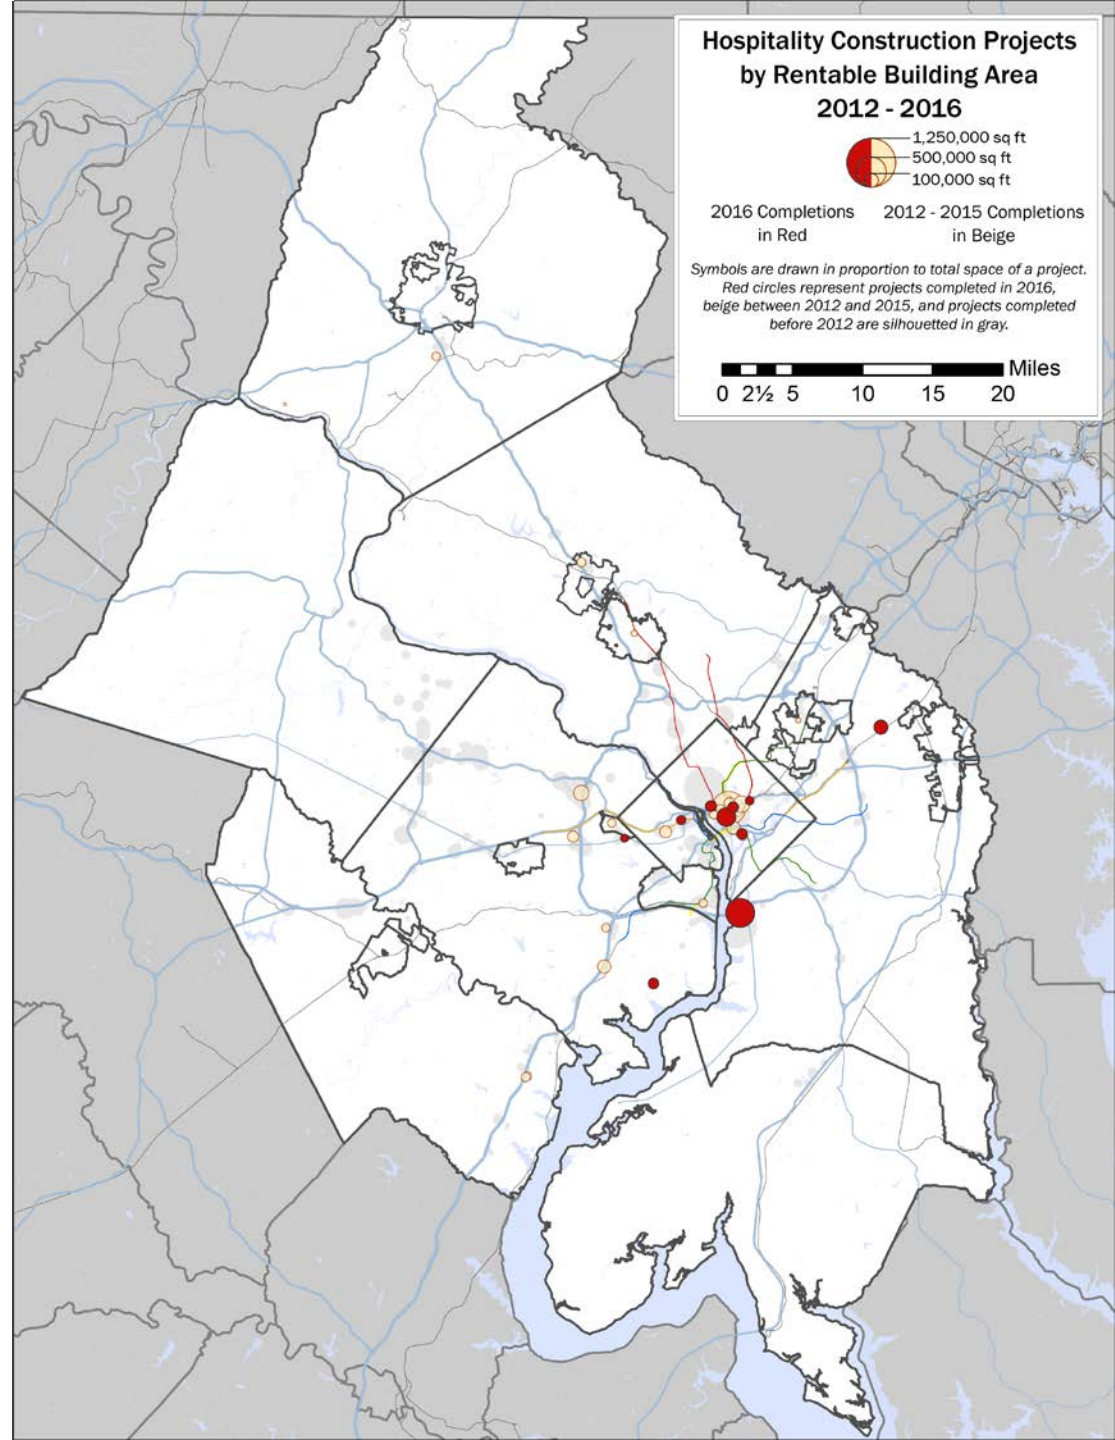 Hospitality Construction Projects
by Rentable Building Area
2012 - 2016
1,250,000 sq ft
500,000 sq ft
100,000 sq ft
2016 Completions
in Red
2012 - 2015 Completions
in Beige
Symbols are drawn in proportion to total space of a project.
Red circles represent projects completed in 2016,
beige between 2012 and 2015, and projects completed
before 2012 are silhouetted in gray.
Miles
0 2½ 5 10 15 20